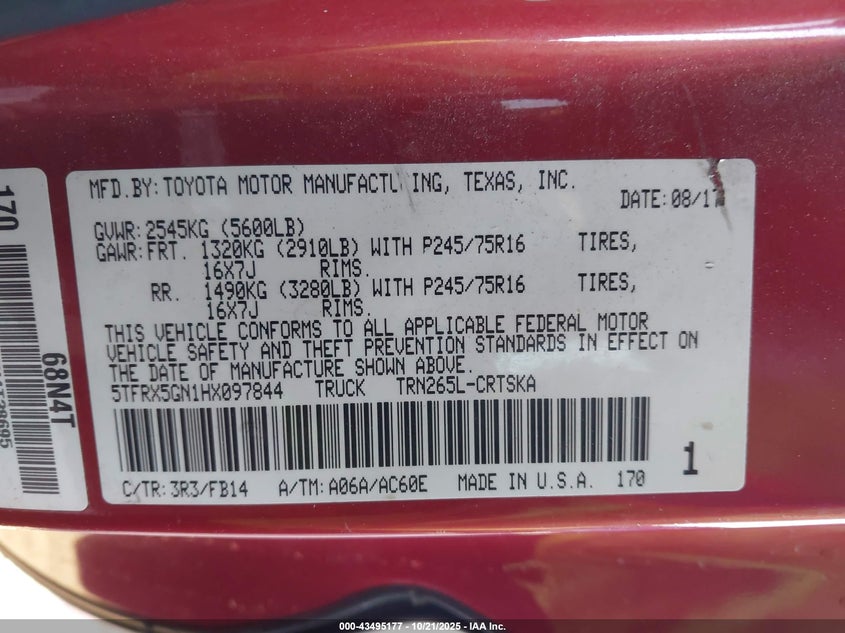 MFD.BY: TOYOTA MOTOR MANUFACTURING, TEXAS, INC.
DATE: 08/17
GVWR: 2545KG (5600LB)
GAWR: FRT. 1320KG (2910LB) WITH P245/75R16 TIRES,
16X7J RIMS.
RR. 1490KG (3280LB) WITH P245/75R16 TIRES,
16X7J RIMS.
THIS VEHICLE CONFORMS TO ALL APPLICABLE FEDERAL MOTOR
VEHICLE SAFETY AND THEFT PREVENTION STANDARDS IN EFFECT ON
THE DATE OF MANUFACTURE SHOWN ABOVE.
5TFRX5GN1HX097844 TRUCK TRN265L-CRTSKA
C/TR: 3R3/FB14 A/TM: A06A/AC60E MADE IN U.S.A. 170
1
170
68N4T
000-43495177 - 10/21/2025 - IAA Inc.